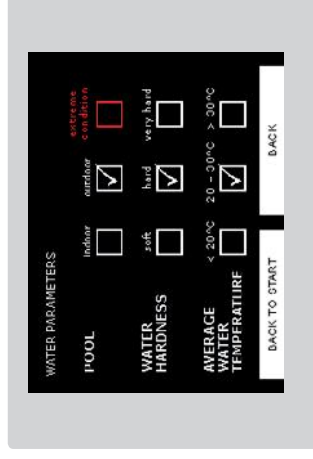 WATER PARAMETERS
POOL
indoor
outdoor
extreme
condition
WATER
HARDNESS
soft
hard
very hard
AVERAGE
WATER
TEMPERATURE
< 20°C
20 - 30°C
> 30°C
BACK TO START
BACK